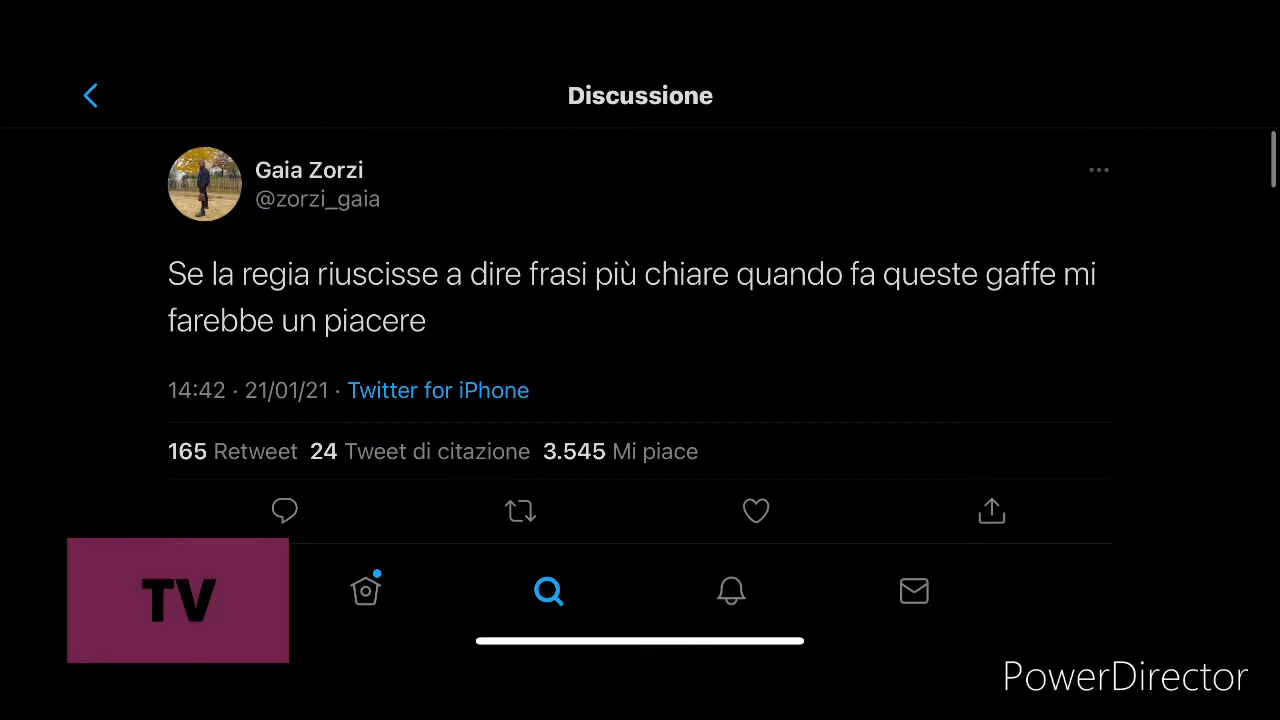 Discussione
Gaia Zorzi
@zorzi_gaia
Se la regia riuscisse a dire frasi più chiare quando fa queste gaffe mi
farebbe un piacere
14:42 · 21/01/21 · Twitter for iPhone
165 Retweet 24 Tweet di citazione 3.545 Mi piace
TV
PowerDirector